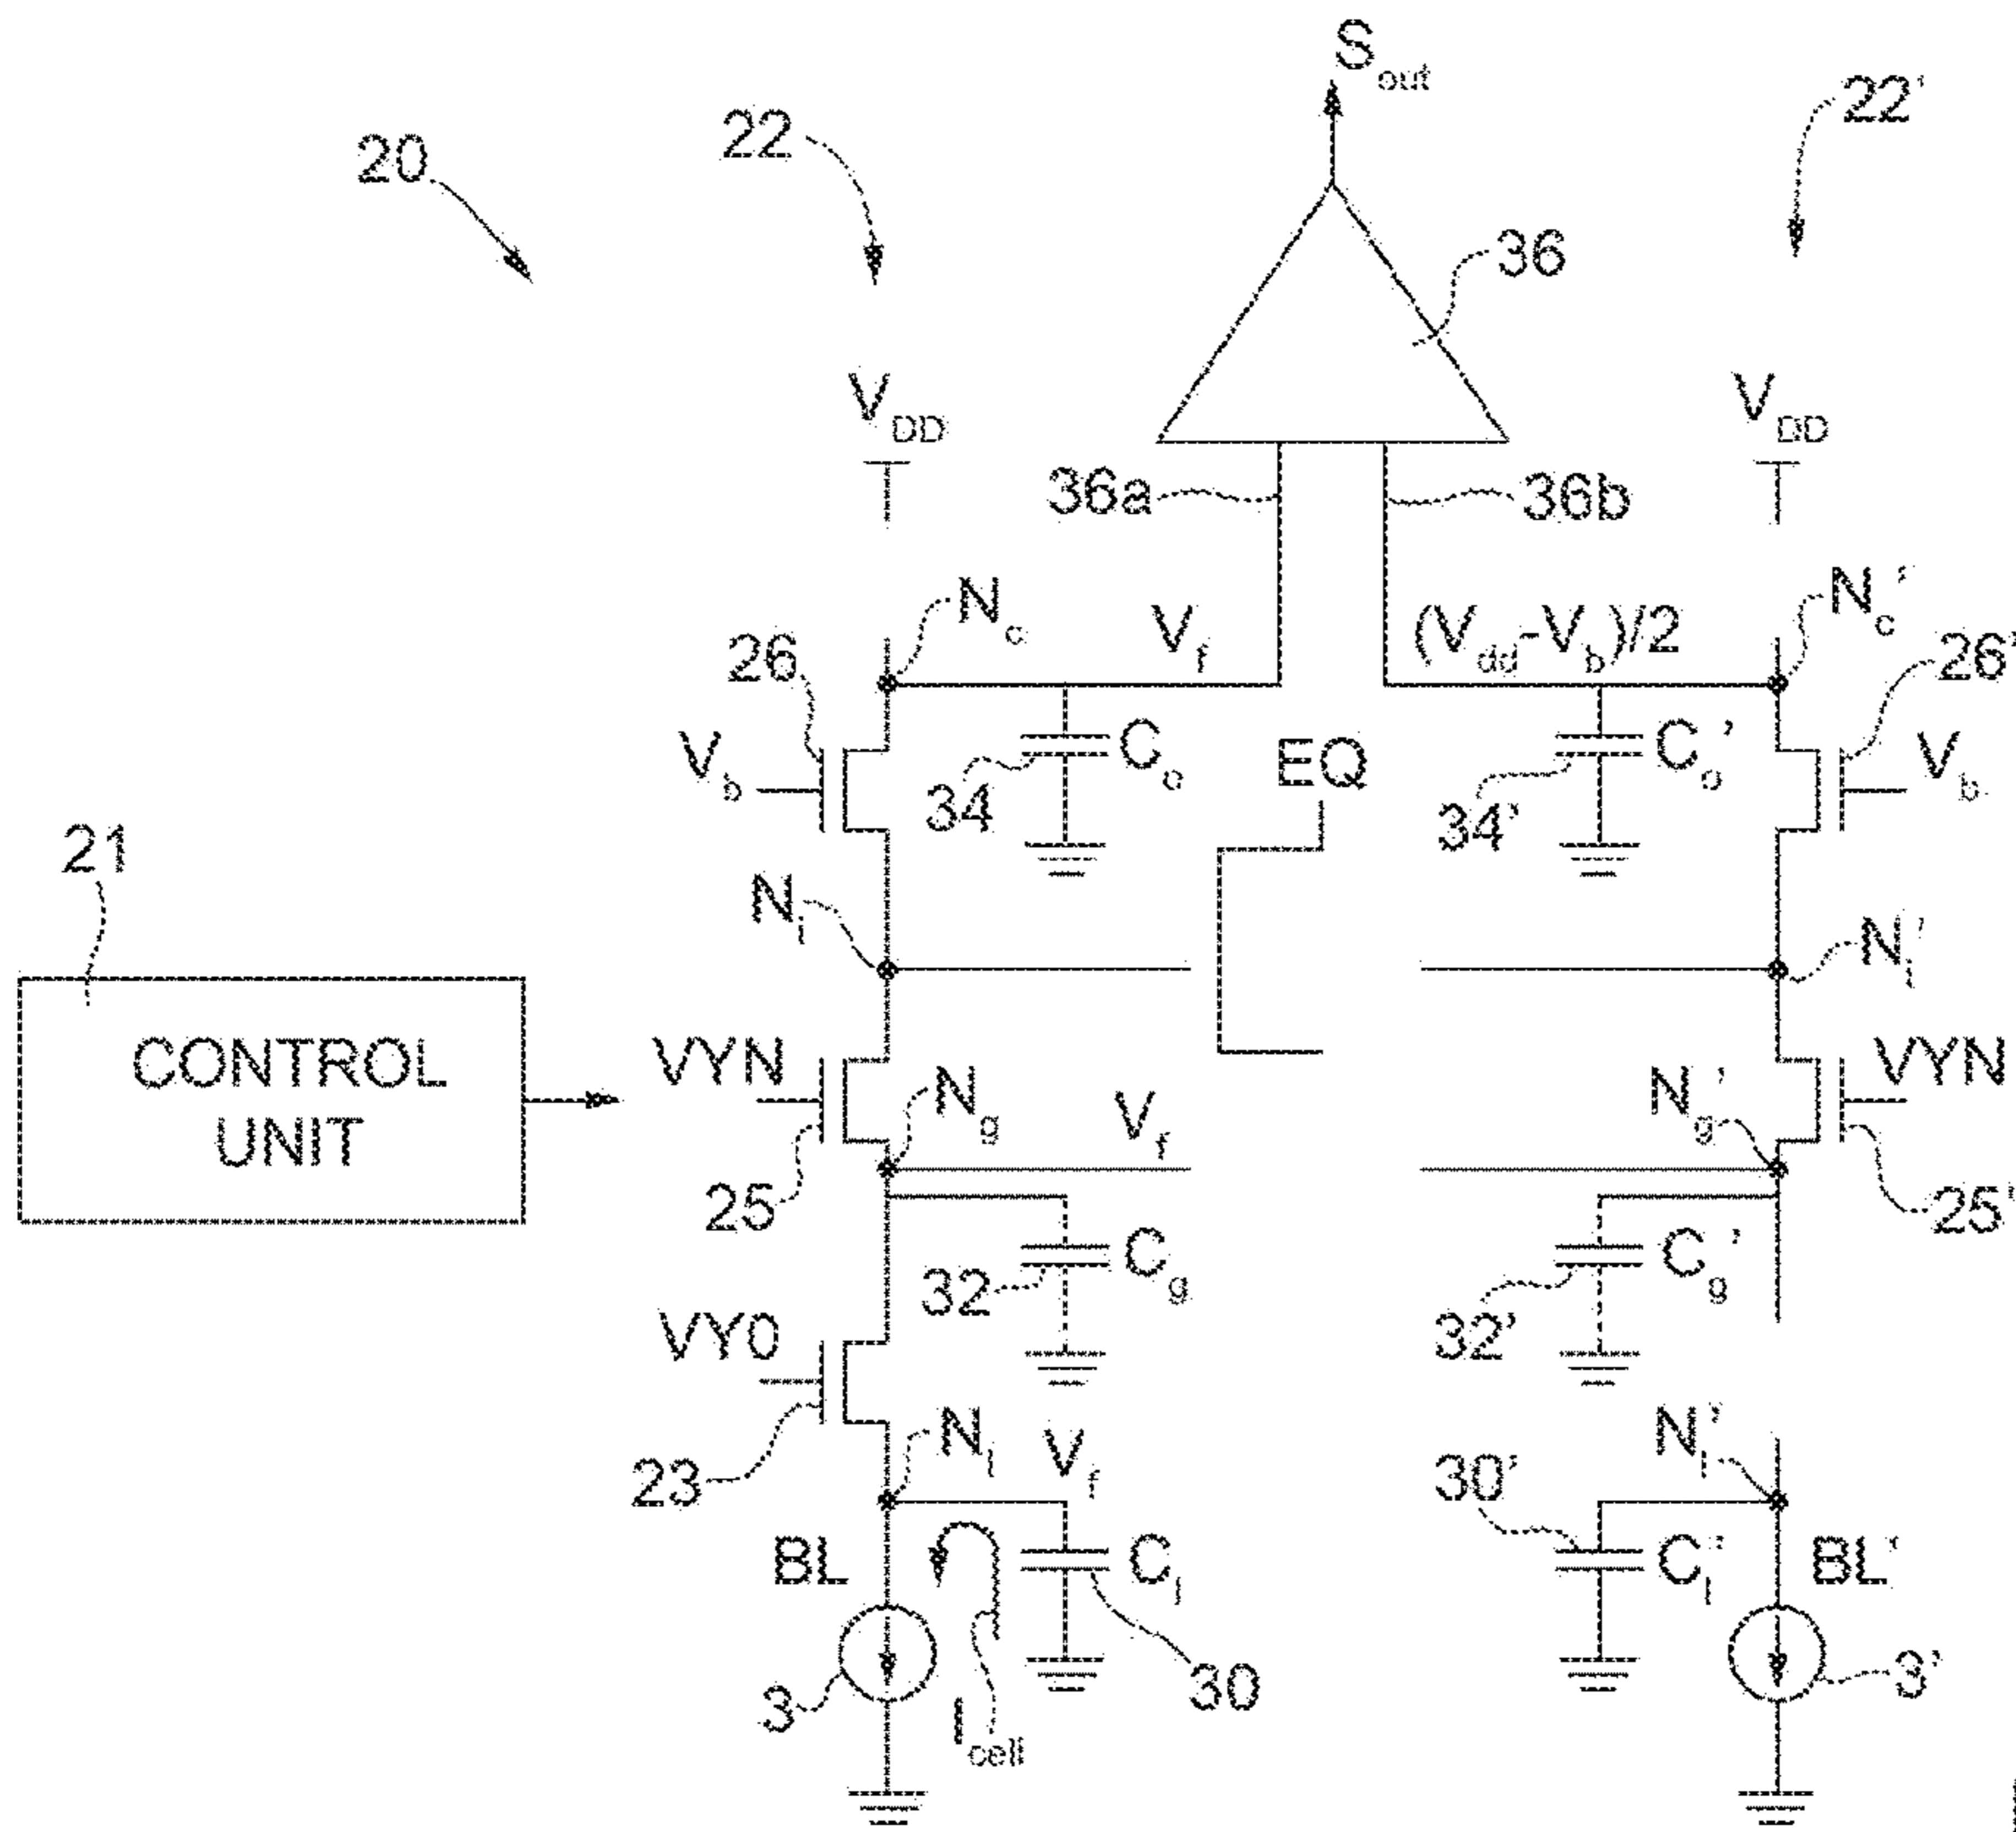 S_out
22'
22
20
36
V_DD
V_DD
36a
36b
N_c
V_f
(V_dd-V_b)/2
N_c'
26
26'
V_b
C_o
EQ
C_o'
V_b
34
34'
21
N_i
N_i'
CONTROL
UNIT
VYN
N_g
V_f
N_g'
VYN
25
25'
C_g
C_g'
32
32'
VY0
N_l
V_f
N_l'
23
30'
BL
C_l
C_l'
BL'
3
I_cell
30
3'